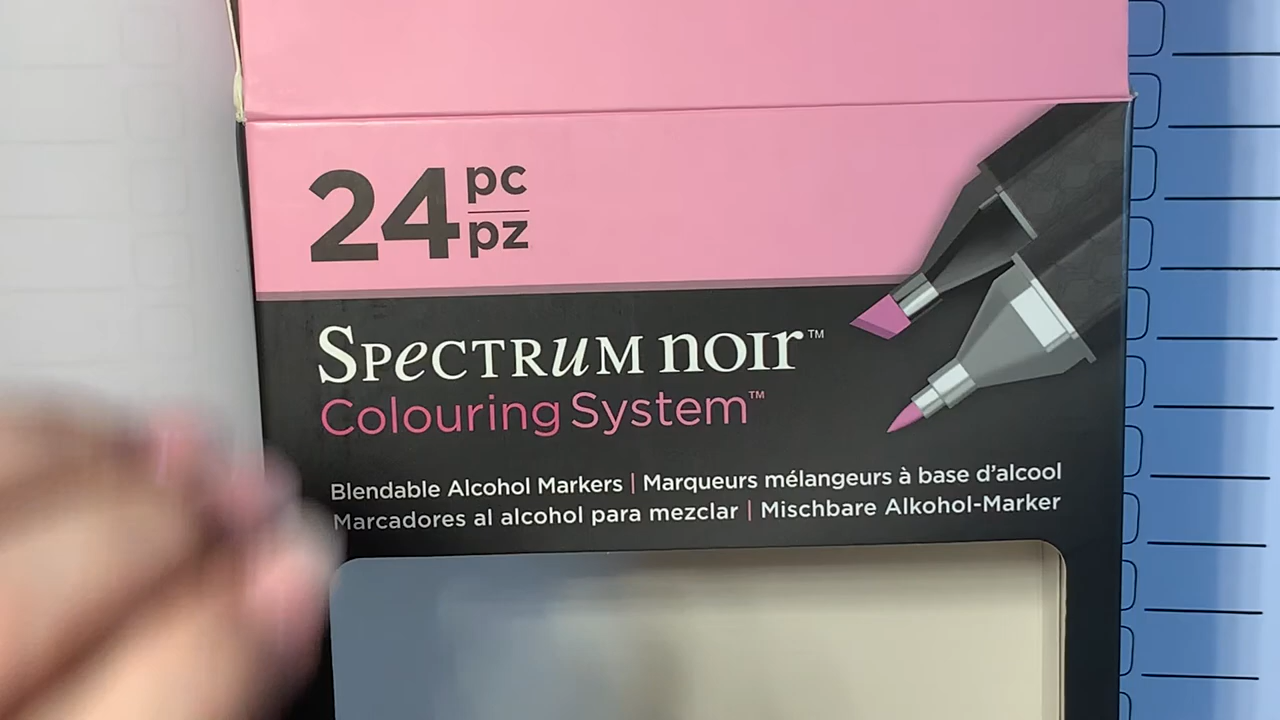 24 pc
pz
Spectrum noir™
Colouring System™
Blendable Alcohol Markers | Marqueurs mélangeurs à base d'alcool
Marcadores al alcohol para mezclar | Mischbare Alkohol-Marker